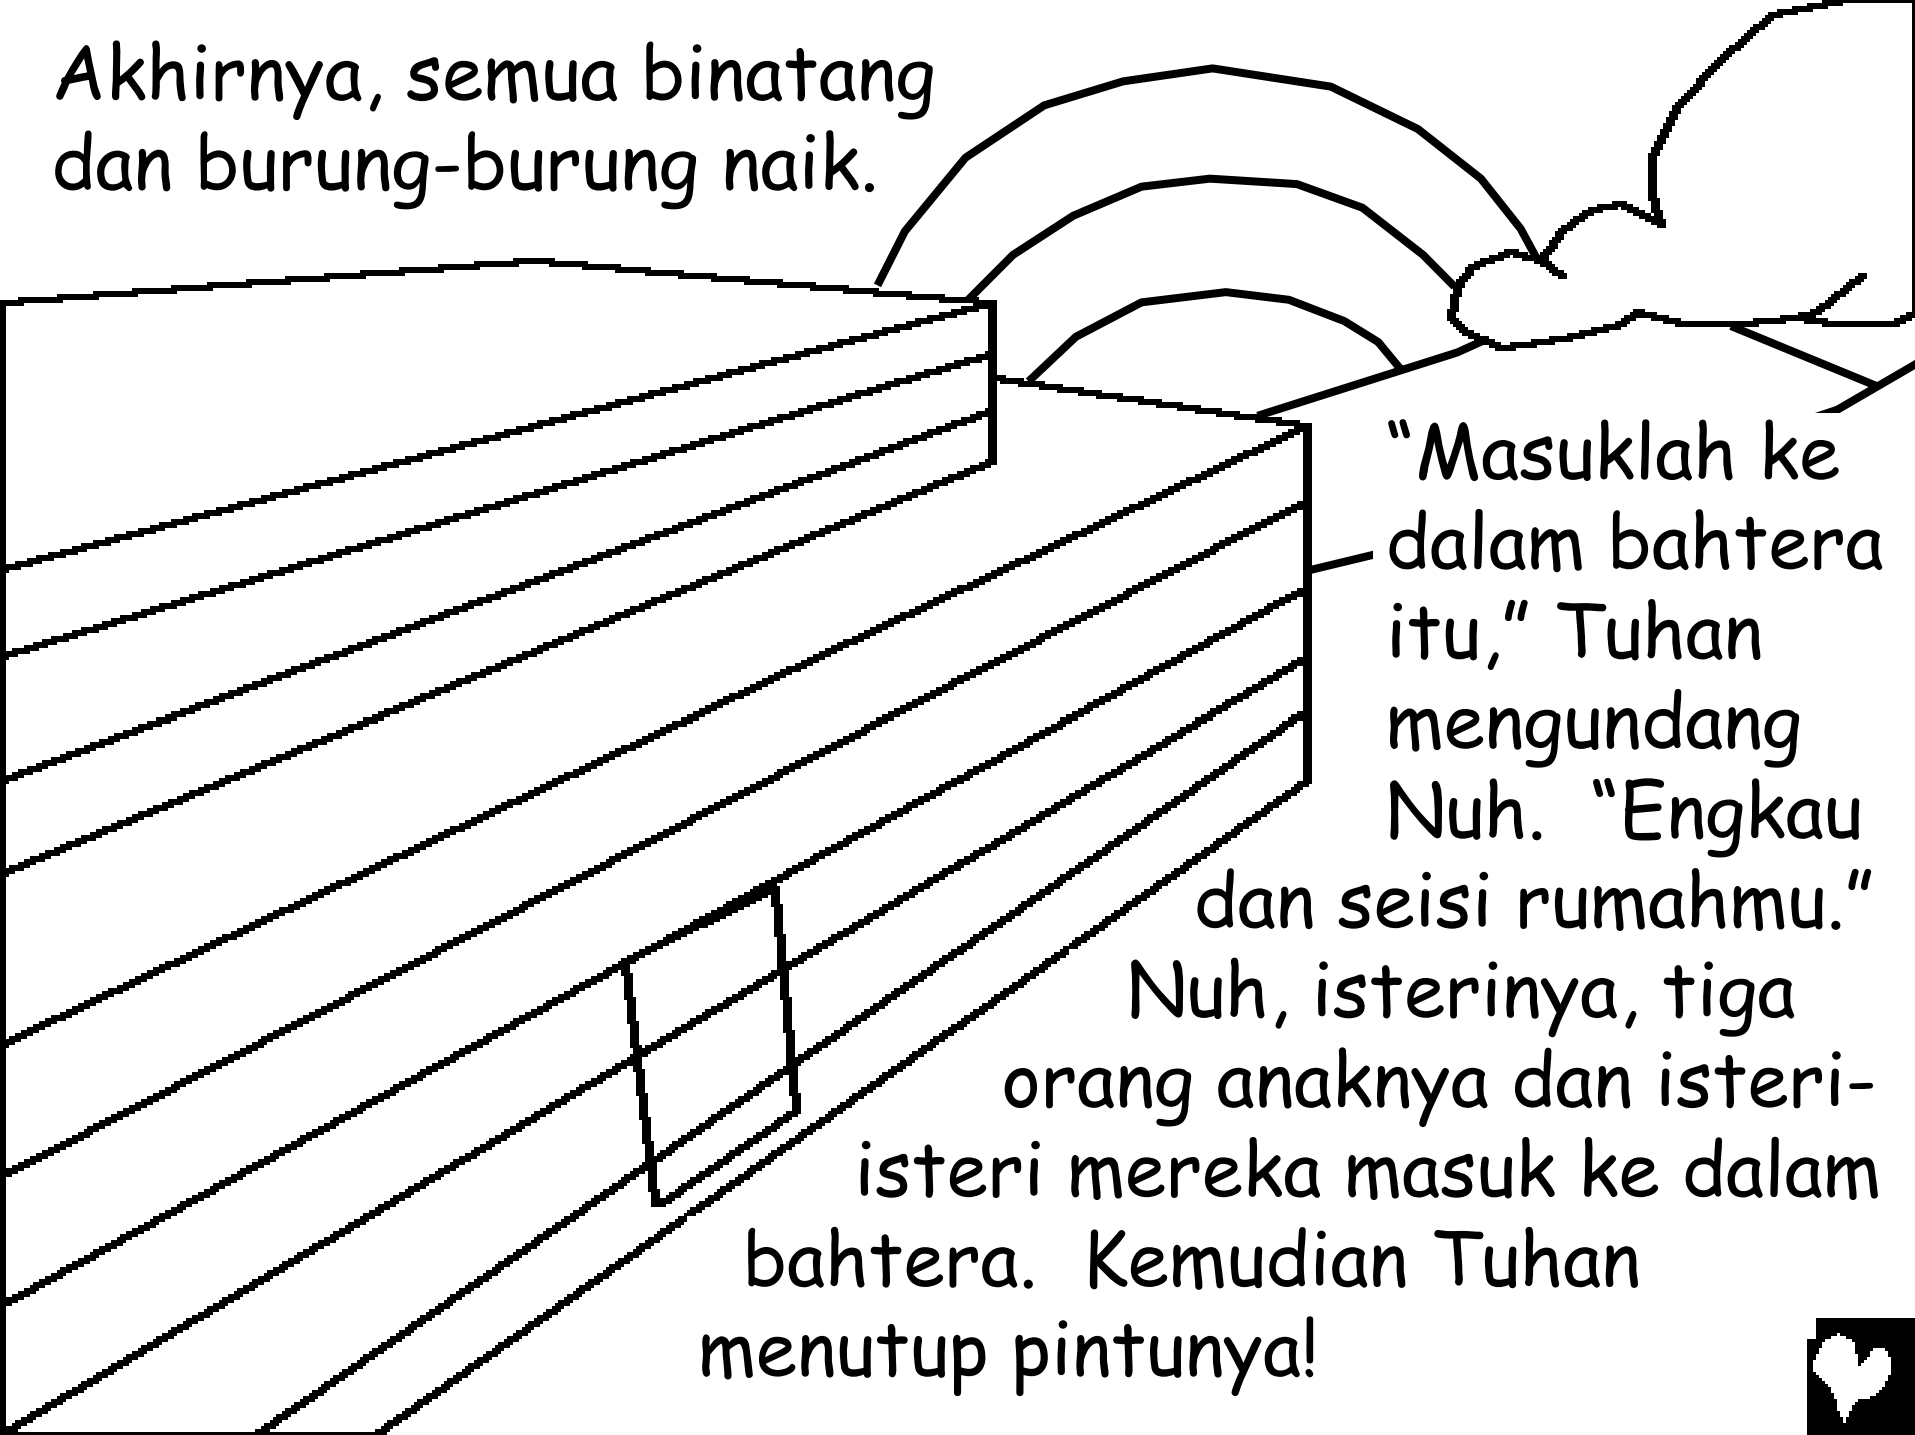 Akhirnya, semua binatang
dan burung-burung naik.
“Masuklah ke
dalam bahtera
itu,” Tuhan
mengundang
Nuh.  “Engkau
dan seisi rumahmu.”
Nuh, isterinya, tiga
orang anaknya dan isteri-
isteri mereka masuk ke dalam
bahtera.  Kemudian Tuhan
menutup pintunya!